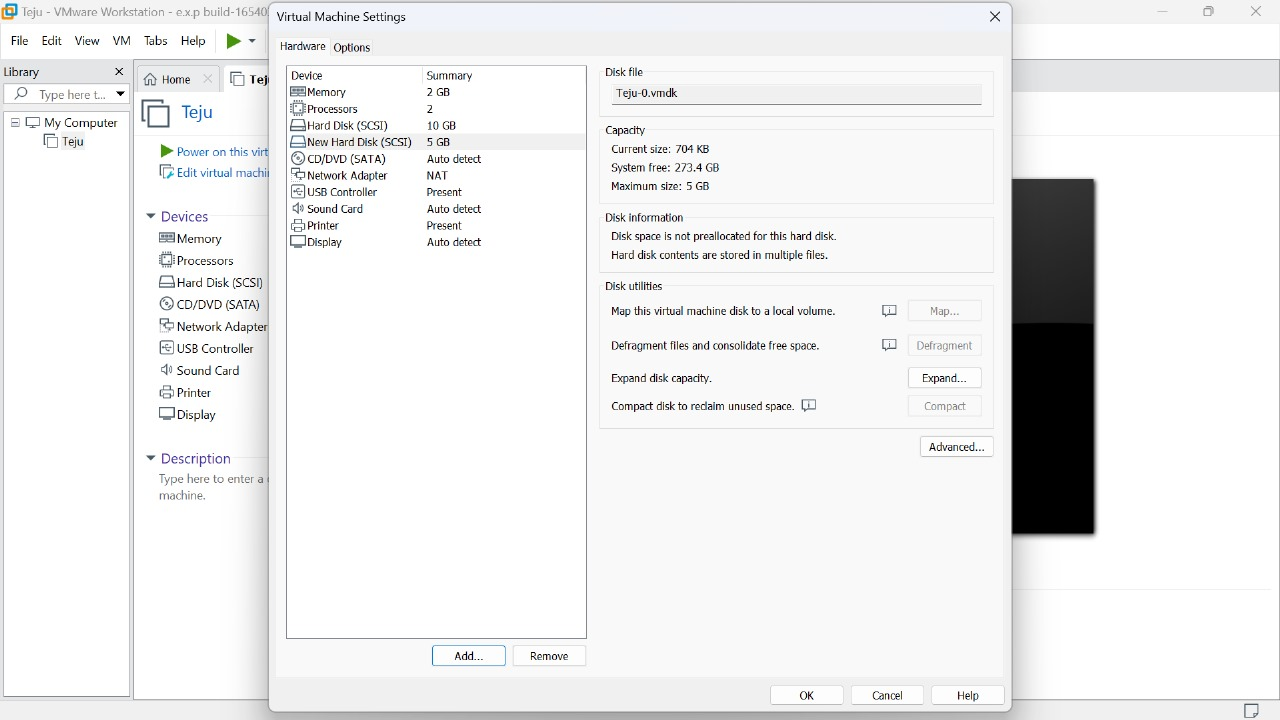 Teju - VMware Workstation - e.x.p build-16540
File Edit View VM Tabs Help
Library
Type here t...
My Computer
Teju
Home
Teju
Teju
Power on this virt
Edit virtual machi
Devices
Memory
Processors
Hard Disk (SCSI)
CD/DVD (SATA)
Network Adapter
USB Controller
Sound Card
Printer
Display
Description
Type here to enter a
machine.
Virtual Machine Settings
Hardware Options
Device Summary
Memory 2 GB
Processors 2
Hard Disk (SCSI) 10 GB
New Hard Disk (SCSI) 5 GB
CD/DVD (SATA) Auto detect
Network Adapter NAT
USB Controller Present
Sound Card Auto detect
Printer Present
Display Auto detect
Add... Remove
Disk file
Teju-0.vmdk
Capacity
Current size: 704 KB
System free: 273.4 GB
Maximum size: 5 GB
Disk information
Disk space is not preallocated for this hard disk.
Hard disk contents are stored in multiple files.
Disk utilities
Map this virtual machine disk to a local volume. Map...
Defragment files and consolidate free space. Defragment
Expand disk capacity. Expand...
Compact disk to reclaim unused space. Compact
Advanced...
OK Cancel Help